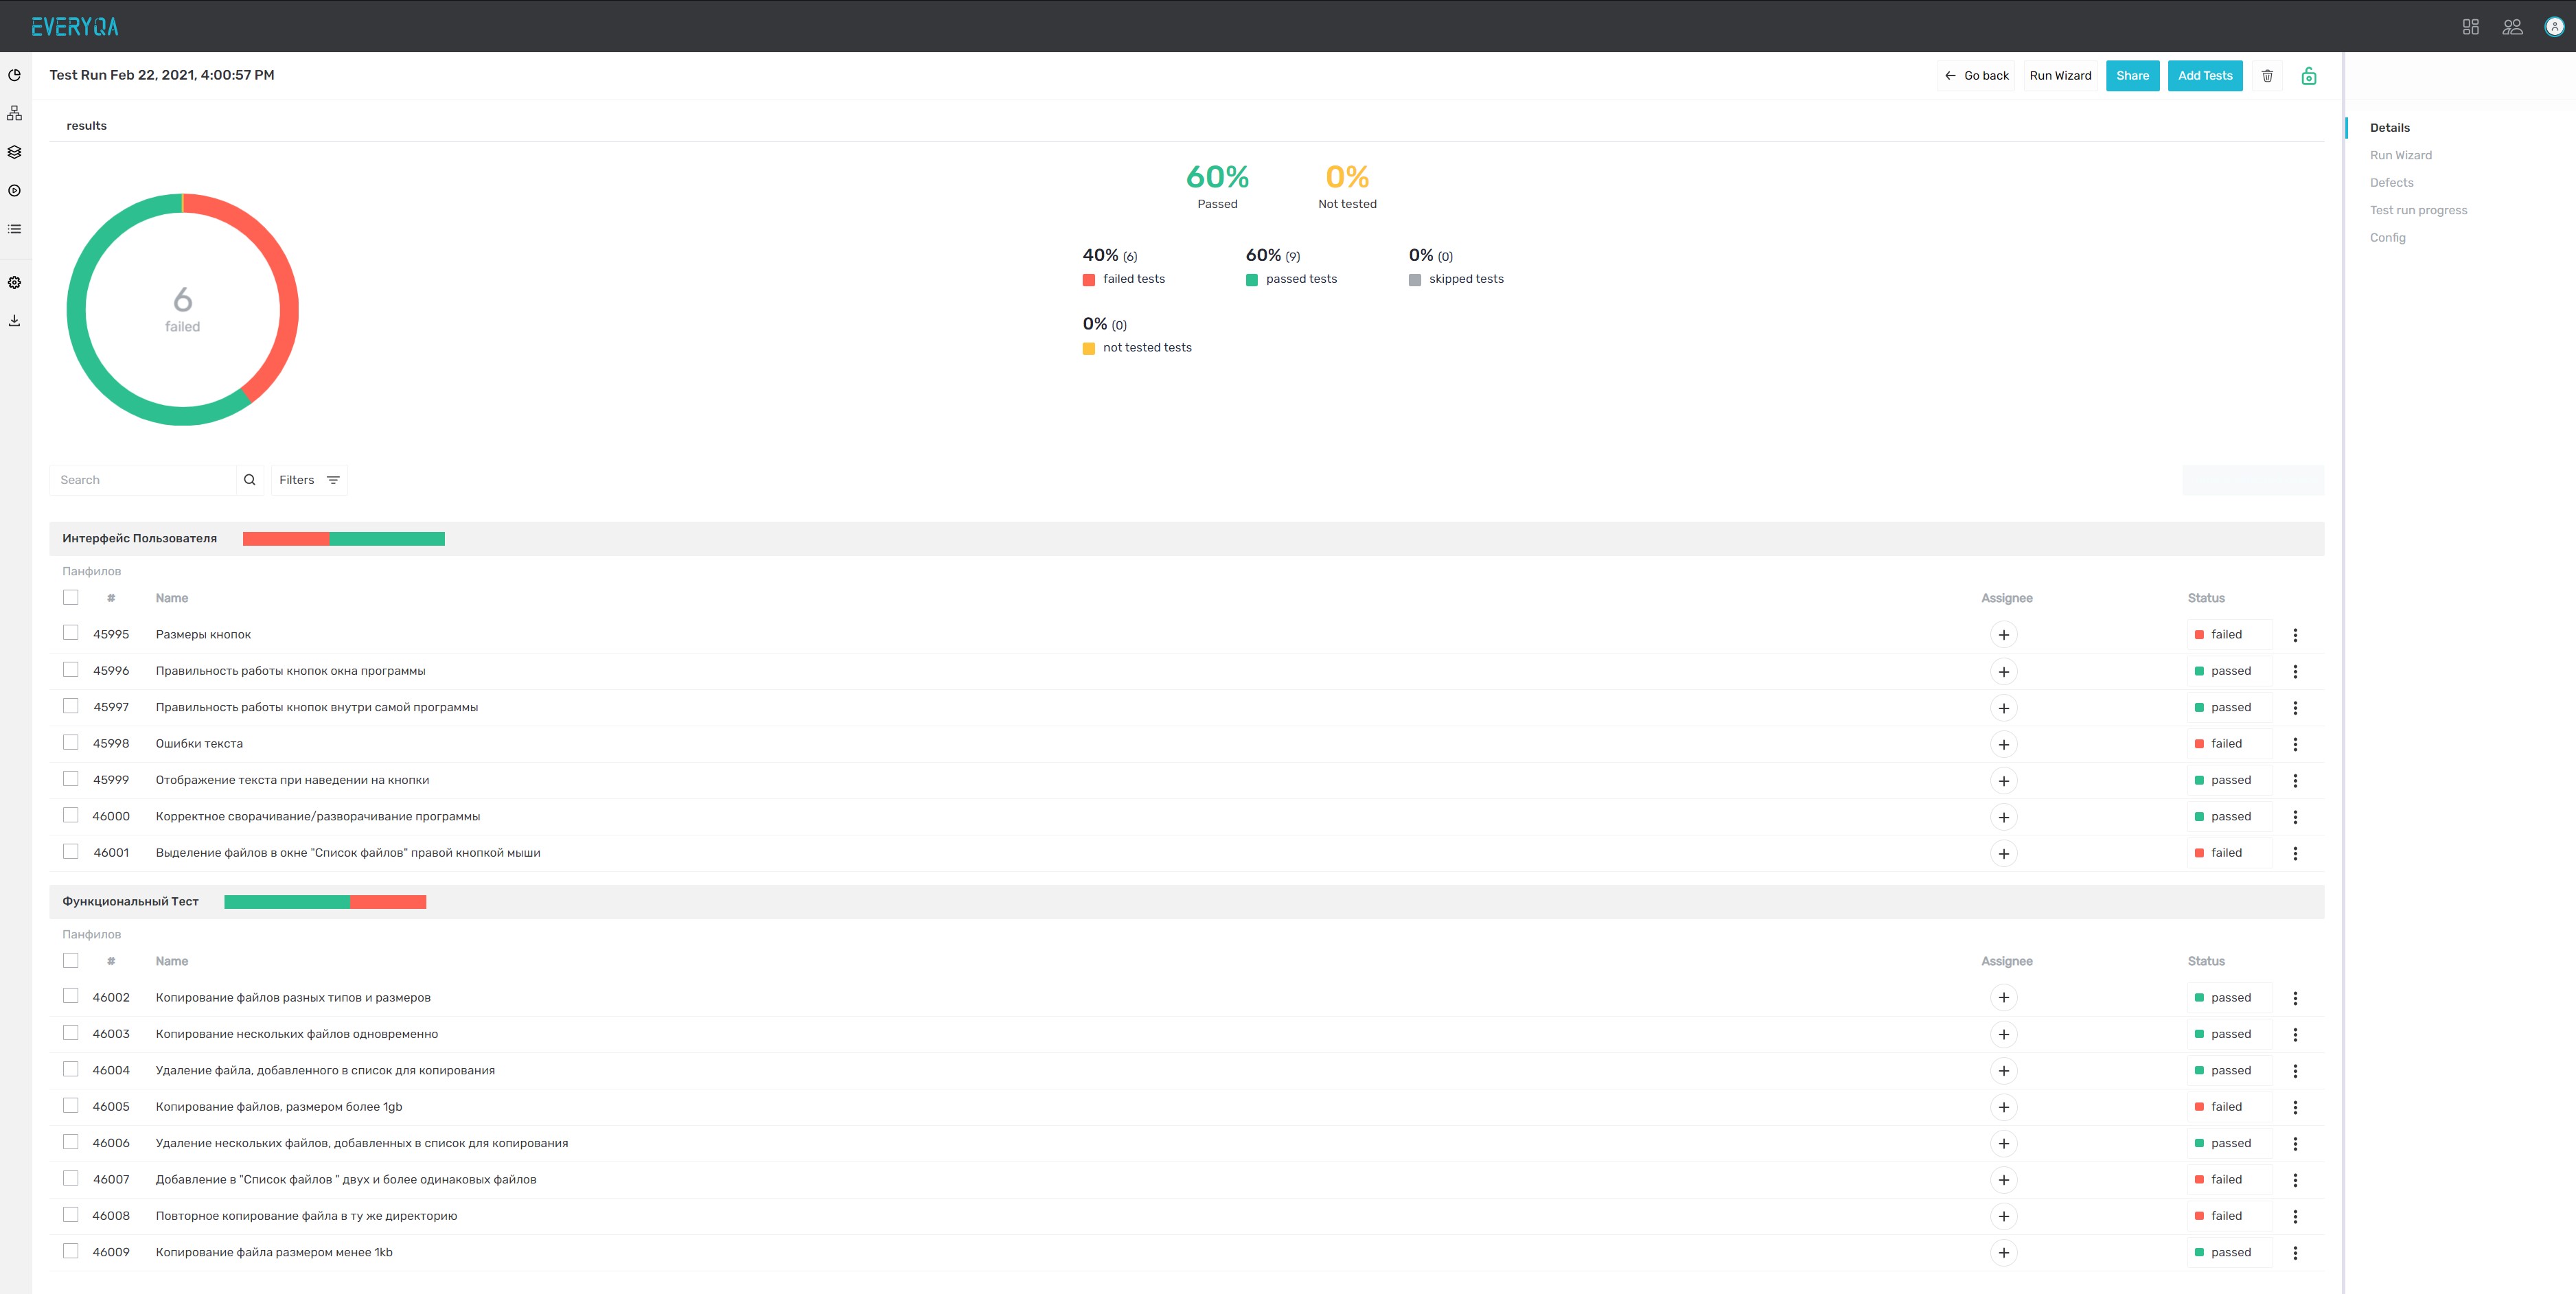 EVERYQA
Test Run Feb 22, 2021, 4:00:57 PM
Go back
Run Wizard
Share
Add Tests
results
60%
Passed
0%
Not tested
40% (6)
failed tests
60% (9)
passed tests
0% (0)
skipped tests
0% (0)
not tested tests
6
failed
Search
Filters
Интерфейс Пользователя
Панфилов
# Name Assignee Status
45995 Размеры кнопок failed
45996 Правильность работы кнопок окна программы passed
45997 Правильность работы кнопок внутри самой программы passed
45998 Ошибки текста failed
45999 Отображение текста при наведении на кнопки passed
46000 Корректное сворачивание/разворачивание программы passed
46001 Выделение файлов в окне "Список файлов" правой кнопкой мыши failed
Функциональный Тест
Панфилов
# Name Assignee Status
46002 Копирование файлов разных типов и размеров passed
46003 Копирование нескольких файлов одновременно passed
46004 Удаление файла, добавленного в список для копирования passed
46005 Копирование файлов, размером более 1gb failed
46006 Удаление нескольких файлов, добавленных в список для копирования passed
46007 Добавление в "Список файлов " двух и более одинаковых файлов failed
46008 Повторное копирование файла в ту же директорию failed
46009 Копирование файла размером менее 1kb passed
Details
Run Wizard
Defects
Test run progress
Config